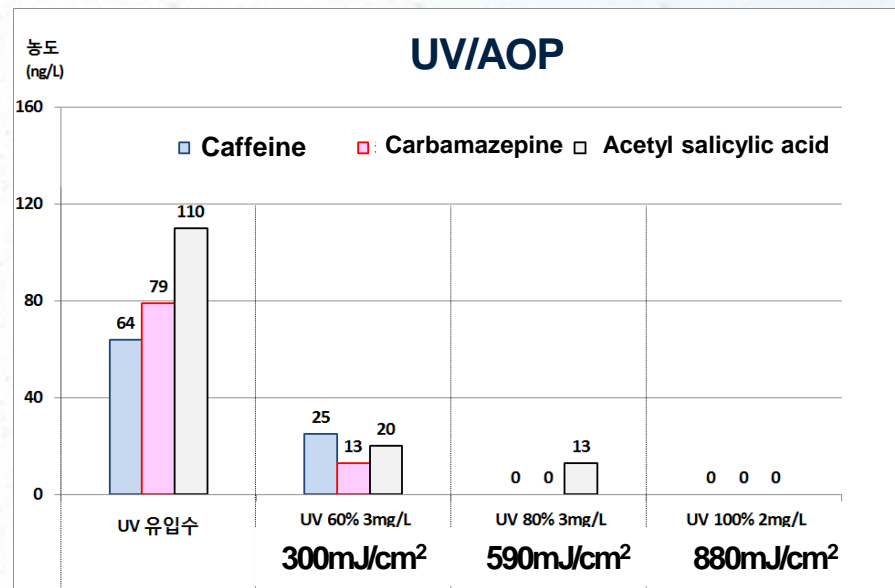 농도
(ng/L)
UV/AOP
160
Caffeine
Carbamazepine
Acetyl salicylic acid
120
110
80
79
64
40
25
13
20
13
0
0
0
0
0
0
UV 유입수
UV 60% 3mg/L
UV 80% 3mg/L
UV 100% 2mg/L
300mJ/cm²
590mJ/cm²
880mJ/cm²